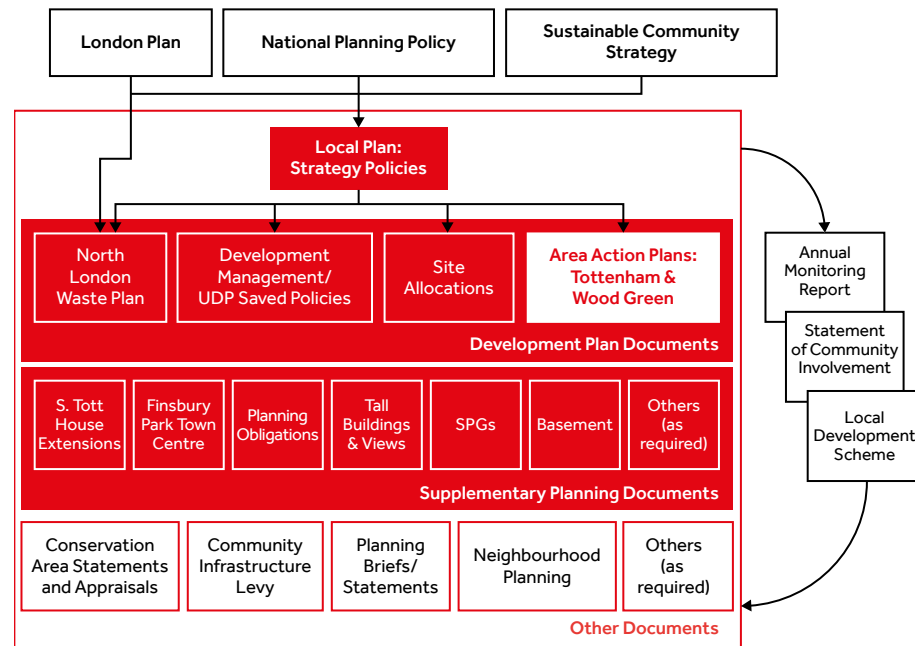 London Plan
National Planning Policy
Sustainable Community
Strategy
Local Plan:
Strategy Policies
North
London
Waste Plan
Development
Management/
UDP Saved Policies
Site
Allocations
Area Action Plans:
Tottenham &
Wood Green
Development Plan Documents
S. Tott
House
Extensions
Finsbury
Park Town
Centre
Planning
Obligations
Tall
Buildings
& Views
SPGs
Basement
Others
(as
required)
Supplementary Planning Documents
Conservation
Area Statements
and Appraisals
Community
Infrastructure
Levy
Planning
Briefs/
Statements
Neighbourhood
Planning
Others
(as
required)
Other Documents
Annual
Monitoring
Report
Statement
of Community
Involvement
Local
Development
Scheme